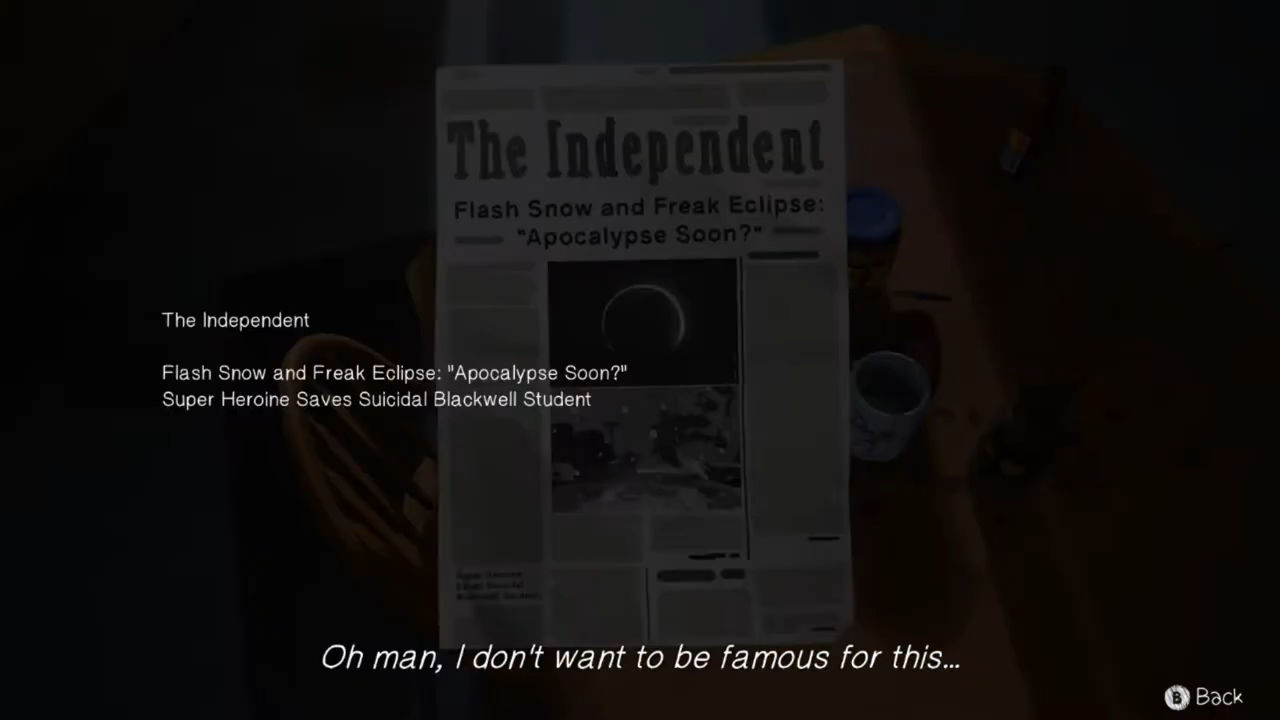 The Independent
Flash Snow and Freak Eclipse:
"Apocalypse Soon?"
The Independent
Flash Snow and Freak Eclipse: "Apocalypse Soon?"
Super Heroine Saves Suicidal Blackwell Student
Oh man, I don't want to be famous for this...
B Back